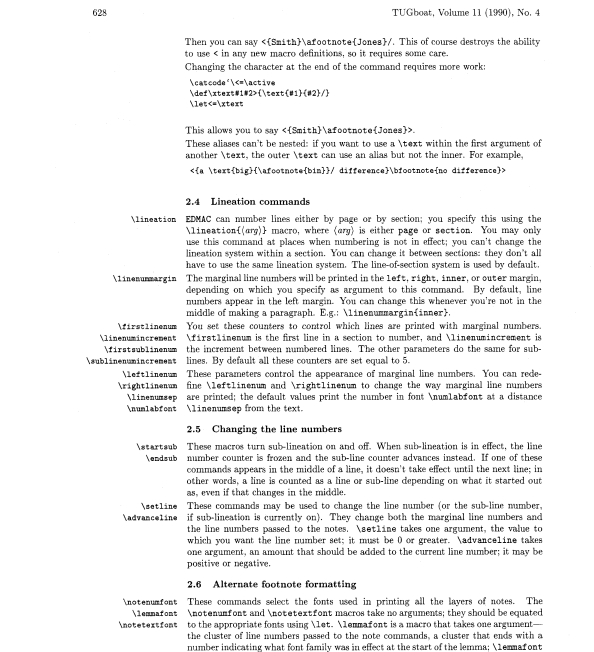 628
TUGboat, Volume 11 (1990), No. 4
Then you can say <{Smith}\afootnote{Jones}/. This of course destroys the ability
to use < in any new macro definitions, so it requires some care.
Changing the character at the end of the command requires more work:
\catcode`\<=\active
\def\xtext#1#2>{\text{#1}{#2}/}
\let<=\xtext
This allows you to say <{Smith}\afootnote{Jones}>.
These aliases can't be nested: if you want to use a \text within the first argument of
another \text, the outer \text can use an alias but not the inner. For example,
<{a \text{big}{\afootnote{bin}}/ difference}\bfootnote{no difference}>
2.4 Lineation commands
\lineation EDMAC can number lines either by page or by section; you specify this using the
\lineation{⟨arg⟩} macro, where ⟨arg⟩ is either page or section. You may only
use this command at places when numbering is not in effect; you can't change the
lineation system within a section. You can change it between sections: they don't all
have to use the same lineation system. The line-of-section system is used by default.
\linenummargin The marginal line numbers will be printed in the left, right, inner, or outer margin,
depending on which you specify as argument to this command. By default, line
numbers appear in the left margin. You can change this whenever you're not in the
middle of making a paragraph. E.g.: \linenummargin{inner}.
\firstlinenum You set these counters to control which lines are printed with marginal numbers.
\linenumincrement \firstlinenum is the first line in a section to number, and \linenumincrement is
\firstsublinenum the increment between numbered lines. The other parameters do the same for sub-
\sublinenumincrement lines. By default all these counters are set equal to 5.
\leftlinenum These parameters control the appearance of marginal line numbers. You can rede-
\rightlinenum fine \leftlinenum and \rightlinenum to change the way marginal line numbers
\linenumsep are printed; the default values print the number in font \numlabfont at a distance
\numlabfont \linenumsep from the text.
2.5 Changing the line numbers
\startsub These macros turn sub-lineation on and off. When sub-lineation is in effect, the line
\endsub number counter is frozen and the sub-line counter advances instead. If one of these
commands appears in the middle of a line, it doesn't take effect until the next line; in
other words, a line is counted as a line or sub-line depending on what it started out
as, even if that changes in the middle.
\setline These commands may be used to change the line number (or the sub-line number,
\advanceline if sub-lineation is currently on). They change both the marginal line numbers and
the line numbers passed to the notes. \setline takes one argument, the value to
which you want the line number set; it must be 0 or greater. \advanceline takes
one argument, an amount that should be added to the current line number; it may be
positive or negative.
2.6 Alternate footnote formatting
\notenumfont These commands select the fonts used in printing all the layers of notes. The
\lemmafont \notenumfont and \notetextfont macros take no arguments; they should be equated
\notetextfont to the appropriate fonts using \let. \lemmafont is a macro that takes one argument—
the cluster of line numbers passed to the note commands, a cluster that ends with a
number indicating what font family was in effect at the start of the lemma; \lemmafont